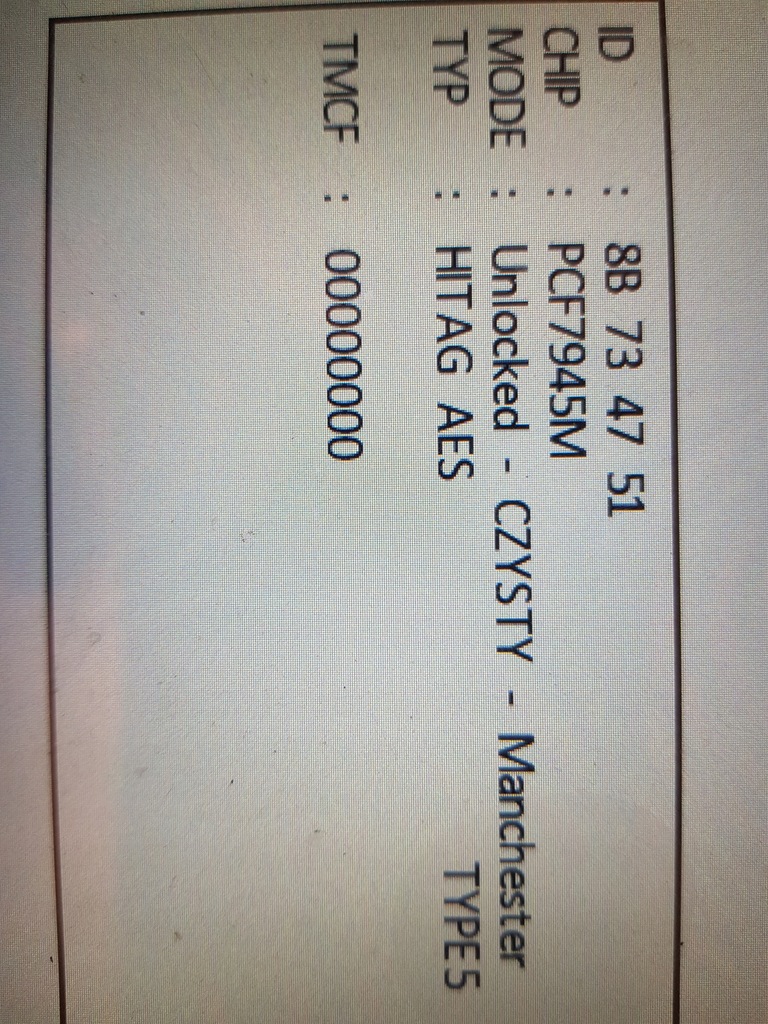 ID : 8B 73 47 51
CHIP : PCF7945M
MODE : Unlocked - CZYSTY - Manchester
TYP : HITAG AES TYPE5
TMCF : 00000000